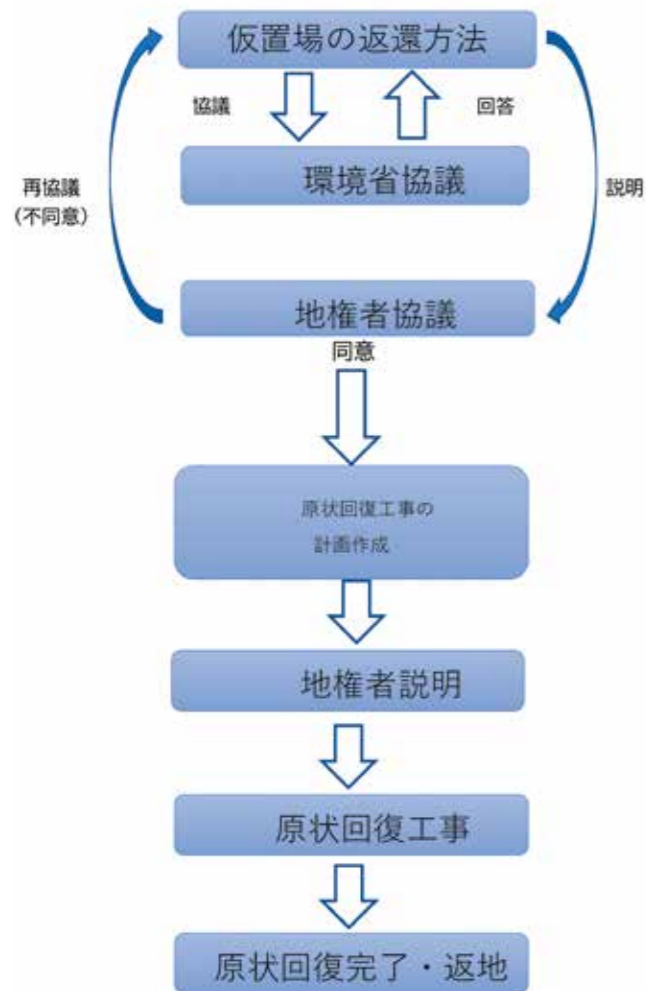 仮置場の返還方法
協議
回答
環境省協議
再協議
(不同意)
説明
地権者協議
同意
原状回復工事の
計画作成
地権者説明
原状回復工事
原状回復完了・返地